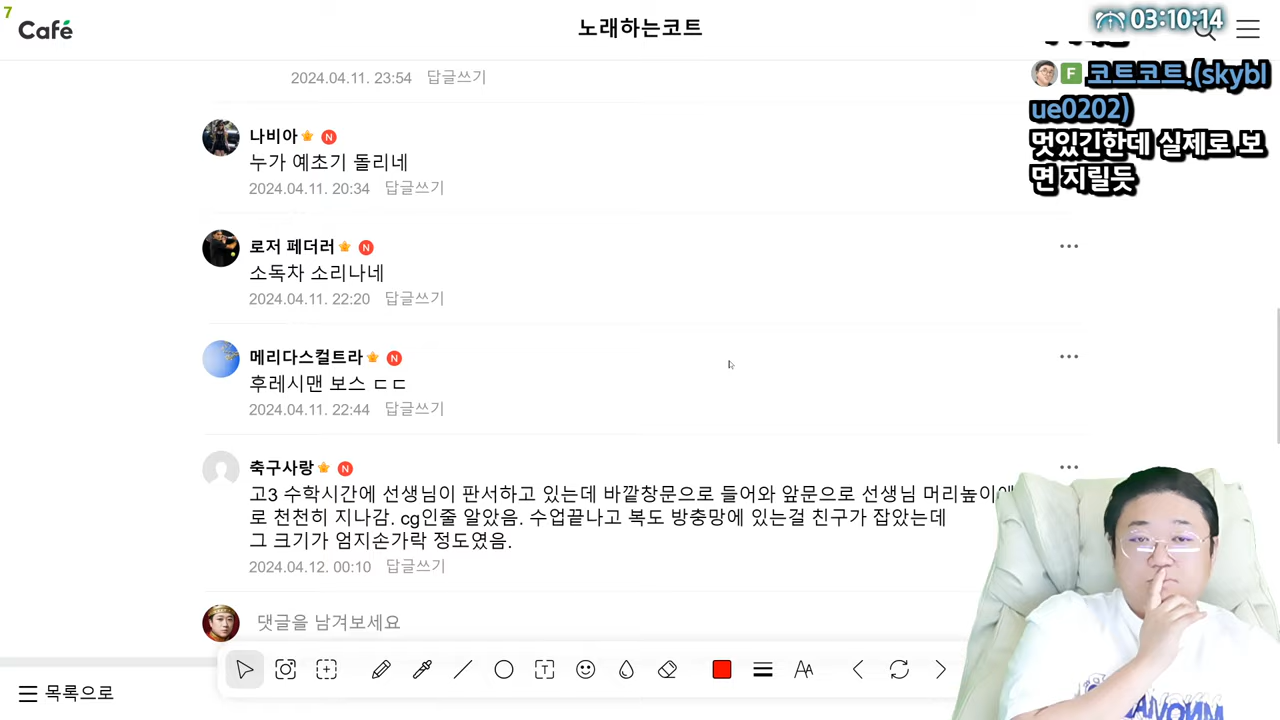 7
Café
노래하는코트
03:10:14
F 코트코트.(skybl
ue0202)
멋있긴한데 실제로 보
면 지릴듯
2024.04.11. 23:54 답글쓰기
나비아 N
누가 예초기 돌리네
2024.04.11. 20:34 답글쓰기
로저 페더러 N
소독차 소리나네
2024.04.11. 22:20 답글쓰기
메리다스컬트라 N
후레시맨 보스 ㄷㄷ
2024.04.11. 22:44 답글쓰기
축구사랑 N
고3 수학시간에 선생님이 판서하고 있는데 바깥창문으로 들어와 앞문으로 선생님
로 천천히 지나감. cg인줄 알았음. 수업끝나고 복도 방충망에 있는걸 친구가 잡았는데
그 크기가 엄지손가락 정도였음.
2024.04.12. 00:10 답글쓰기
댓글을 남겨보세요
T
AA
목록으로